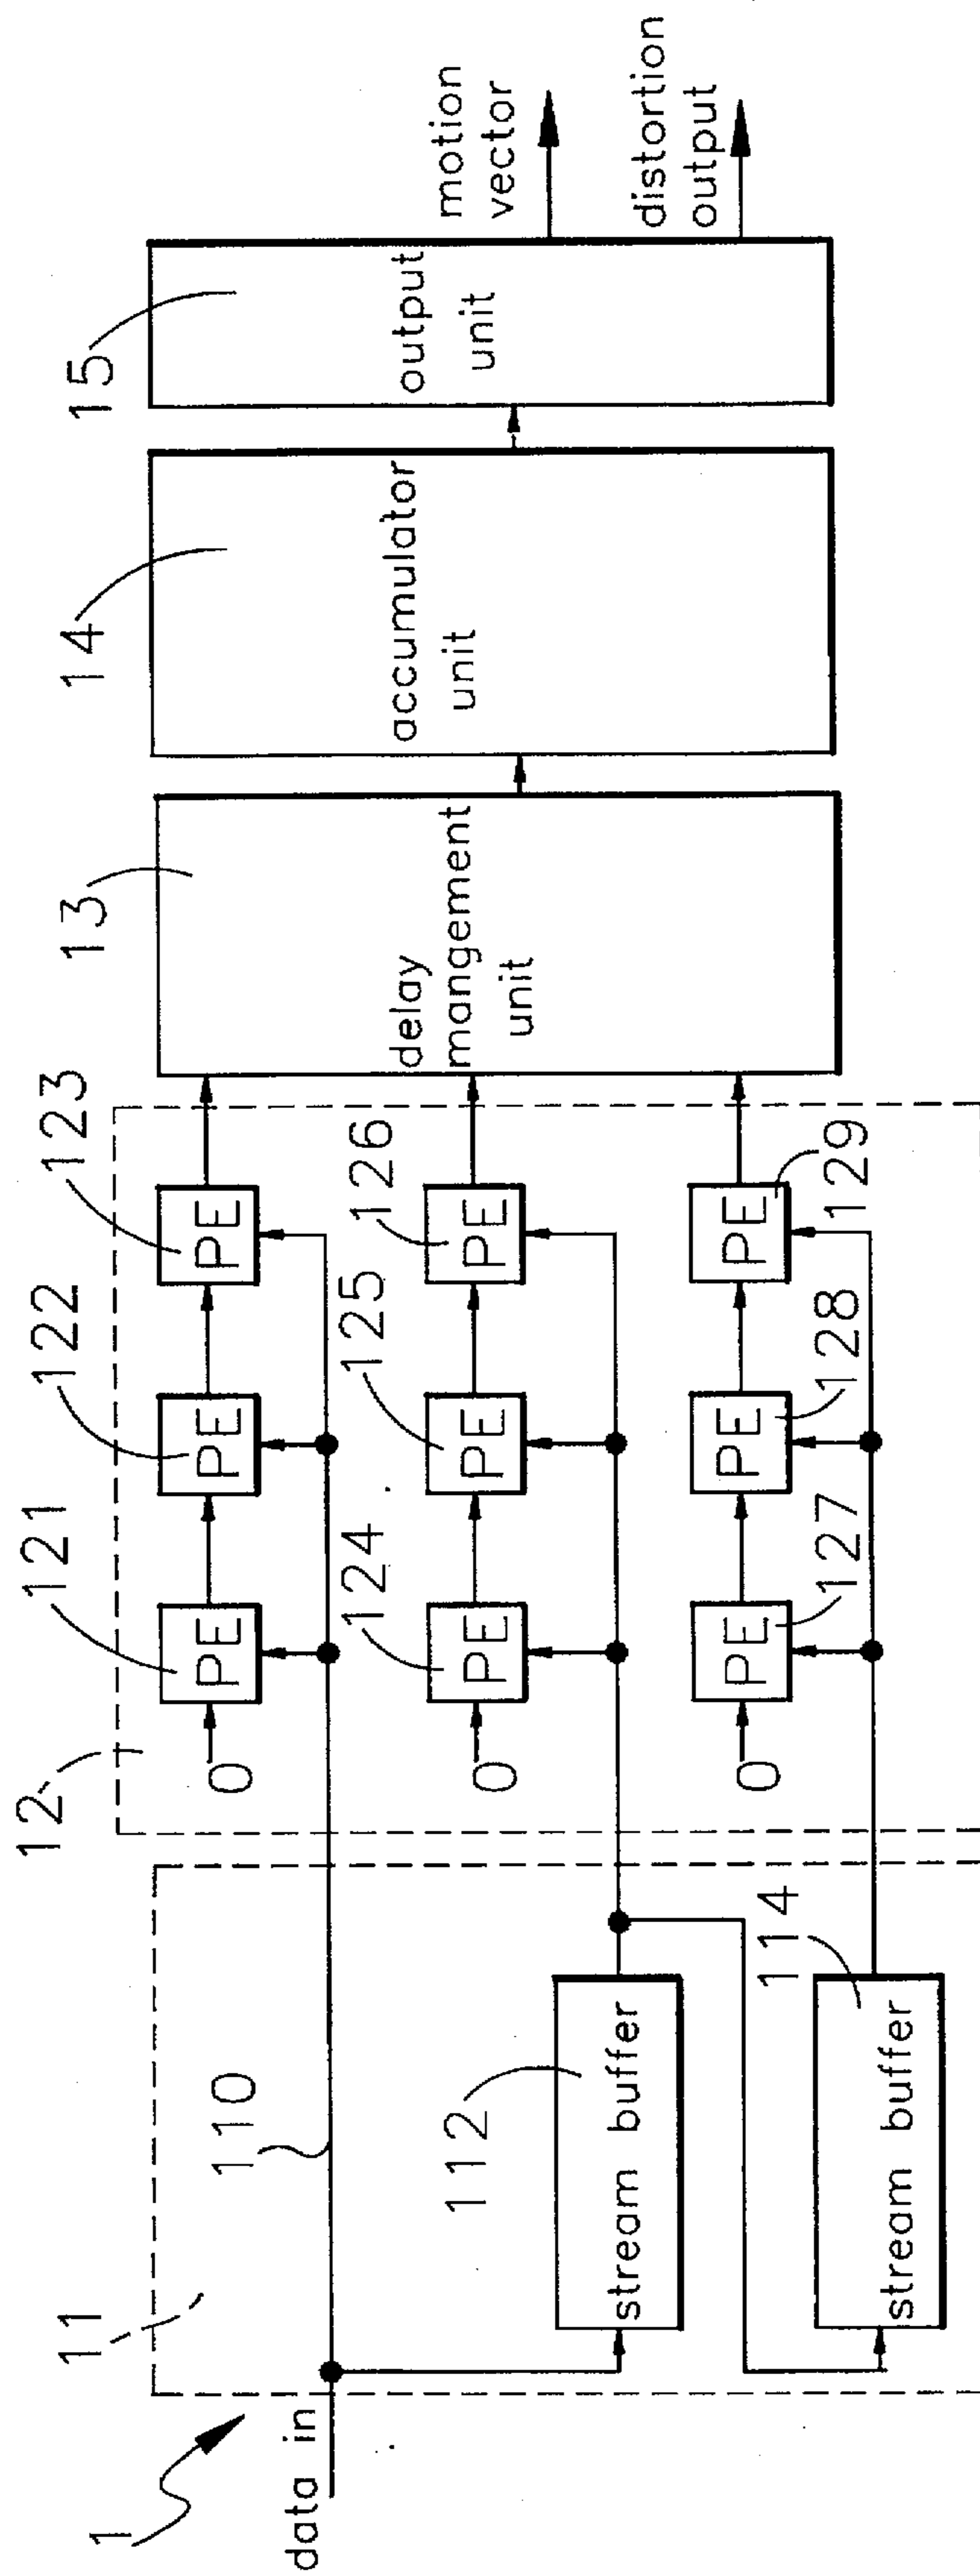 1
data in
11
110
112
stream buffer
114
stream buffer
12
0
0
0
121
PE
122
PE
123
PE
124
PE
125
PE
126
PE
127
PE
128
PE
129
PE
13
delay
mangement
unit
14
accumulator
unit
15
output
unit
motion
vector
distortion
output